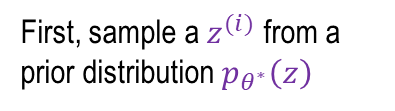 First, sample a z⁽ⁱ⁾ from a
prior distribution p_θ*(z)